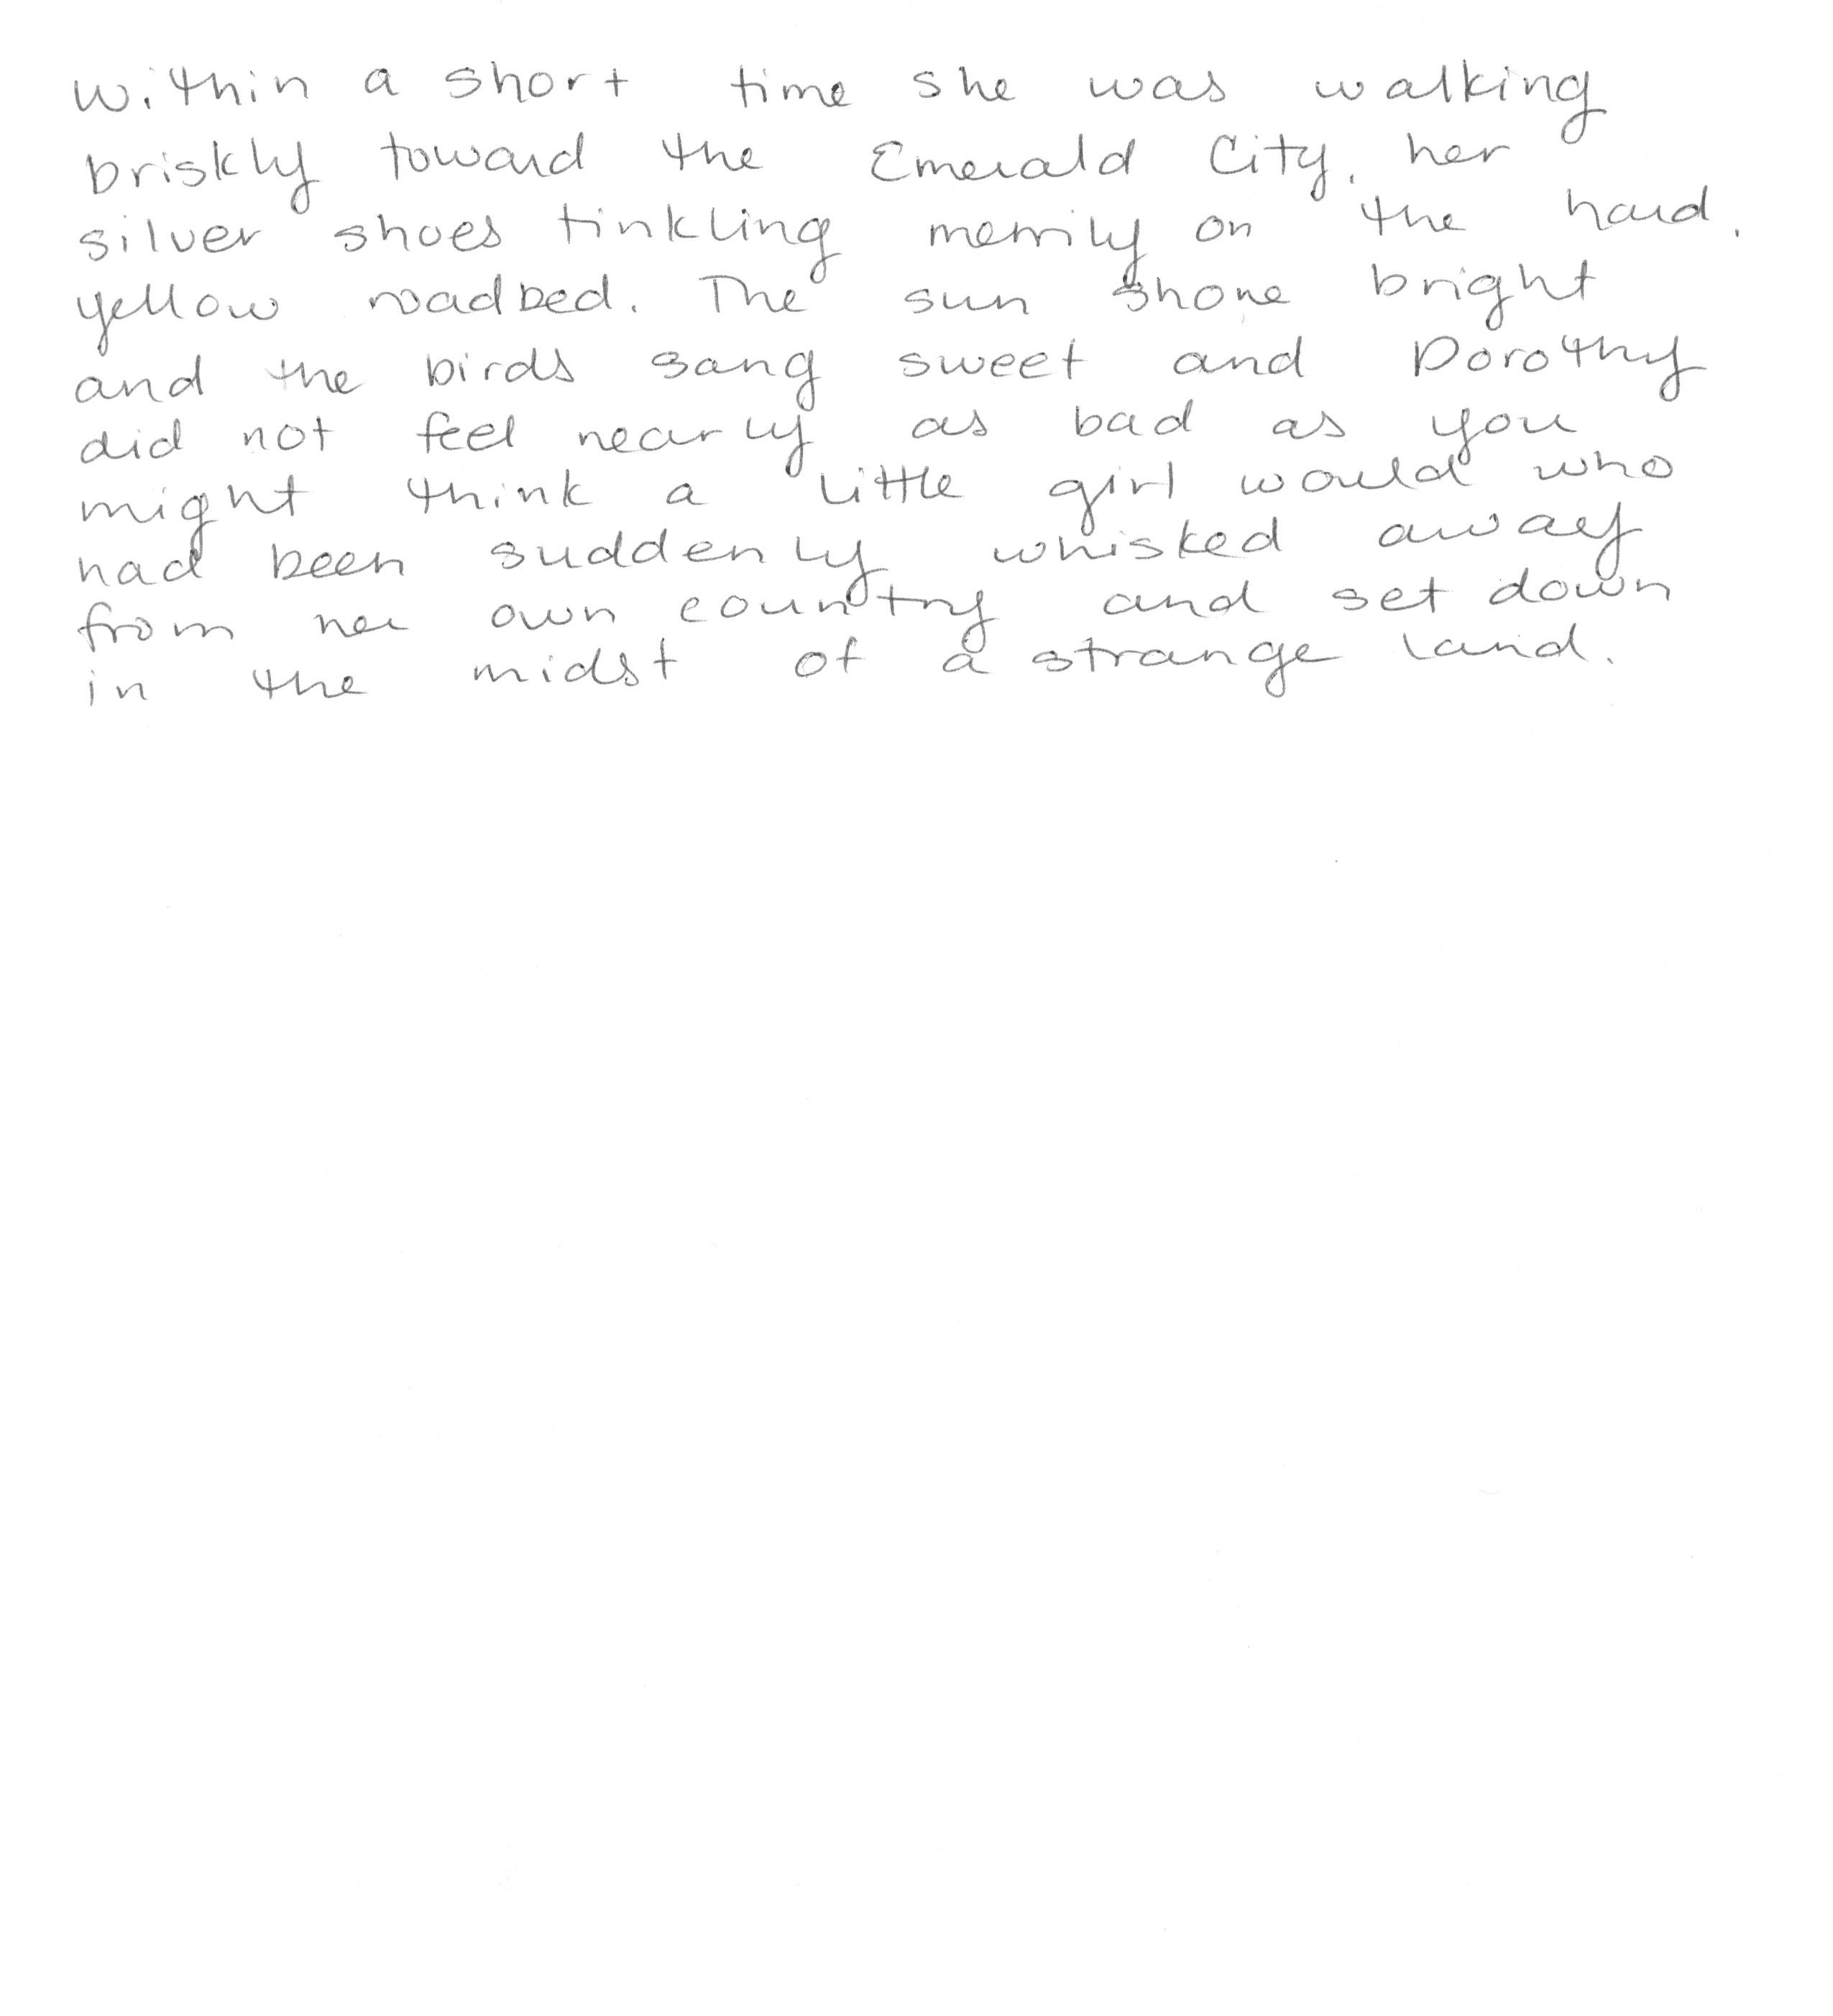 Within a short time she was walking
briskly toward the Emerald City, her
silver shoes tinkling merrily on the hard,
yellow roadbed. The sun shone bright
and the birds sang sweet and Dorothy
did not feel nearly as bad as you
might think a little girl would who
had been suddenly whisked away
from her own country and set down
in the midst of a strange land.